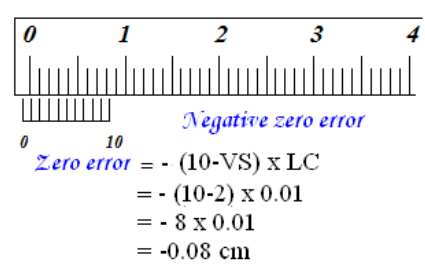 0 1 2 3 4
Negative zero error
0 10
Zero error = - (10-VS) x LC
= - (10-2) x 0.01
= - 8 x 0.01
= -0.08 cm